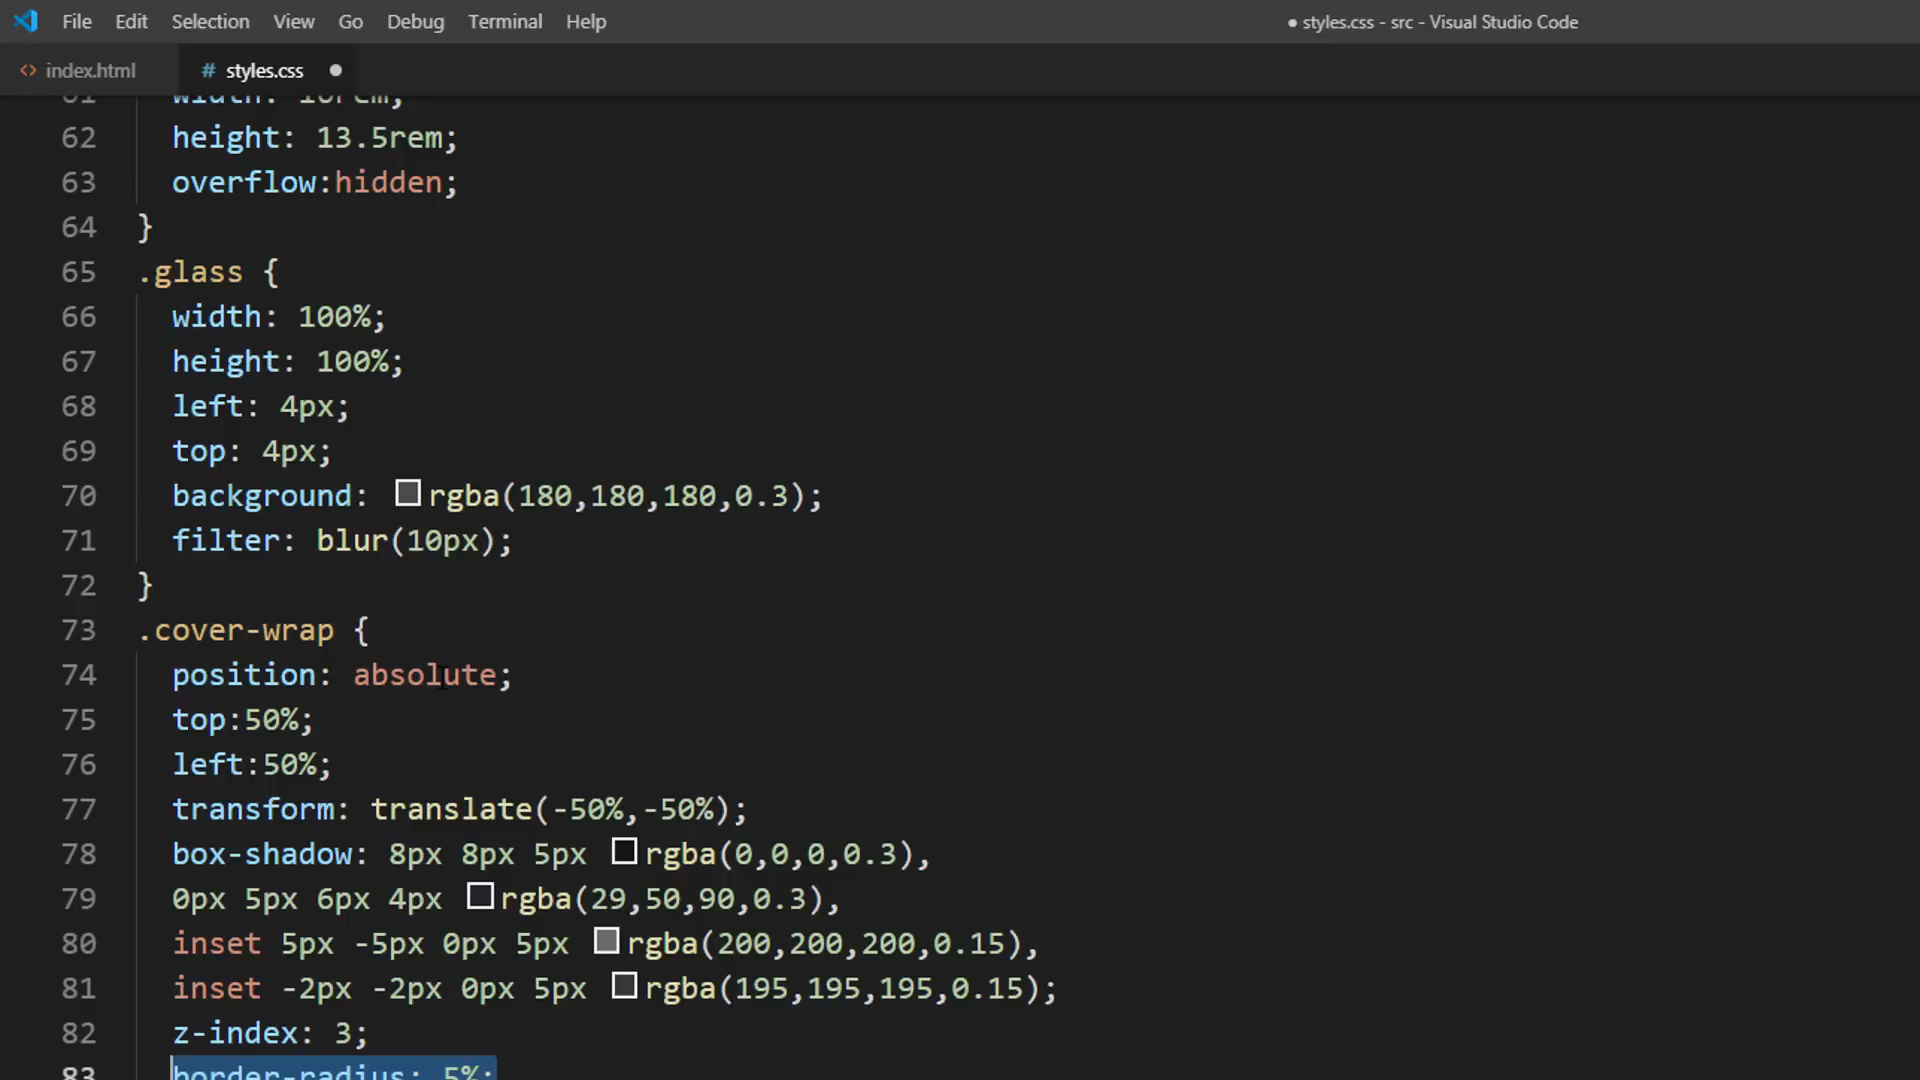 File Edit Selection View Go Debug Terminal Help
● styles.css - src - Visual Studio Code
<> index.html # styles.css ●
62 height: 13.5rem;
63 overflow:hidden;
64 }
65 .glass {
66 width: 100%;
67 height: 100%;
68 left: 4px;
69 top: 4px;
70 background: rgba(180,180,180,0.3);
71 filter: blur(10px);
72 }
73 .cover-wrap {
74 position: absolute;
75 top:50%;
76 left:50%;
77 transform: translate(-50%,-50%);
78 box-shadow: 8px 8px 5px rgba(0,0,0,0.3),
79 0px 5px 6px 4px rgba(29,50,90,0.3),
80 inset 5px -5px 0px 5px rgba(200,200,200,0.15),
81 inset -2px -2px 0px 5px rgba(195,195,195,0.15);
82 z-index: 3;
83 border-radius: 5%;